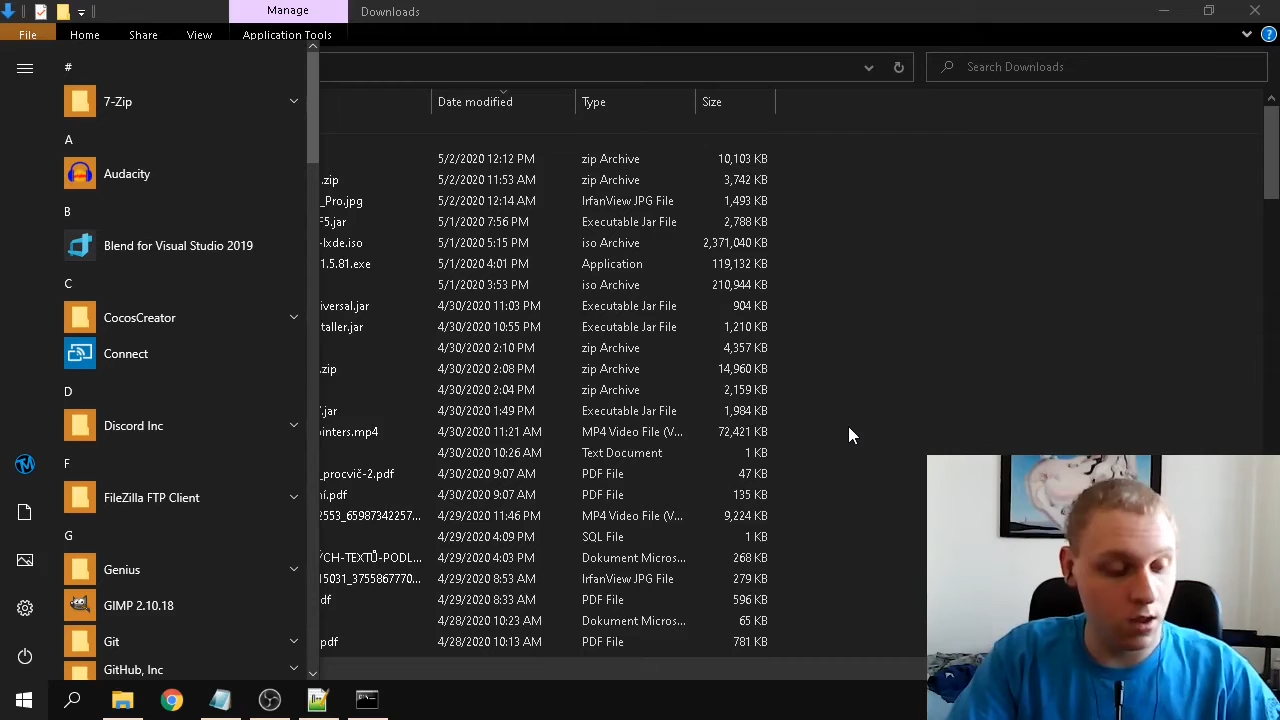 Manage
Downloads
File
Home
Share
View
Application Tools
Search Downloads
Date modified
Type
Size
#
7-Zip
A
Audacity
B
Blend for Visual Studio 2019
C
CocosCreator
Connect
D
Discord Inc
F
FileZilla FTP Client
G
Genius
GIMP 2.10.18
Git
GitHub, Inc
5/2/2020 12:12 PM zip Archive 10,103 KB
.zip 5/2/2020 11:53 AM zip Archive 3,742 KB
_Pro.jpg 5/2/2020 12:14 AM IrfanView JPG File 1,493 KB
F5.jar 5/1/2020 7:56 PM Executable Jar File 2,788 KB
-lxde.iso 5/1/2020 5:15 PM iso Archive 2,371,040 KB
1.5.81.exe 5/1/2020 4:01 PM Application 119,132 KB
5/1/2020 3:53 PM iso Archive 210,944 KB
iversal.jar 4/30/2020 11:03 PM Executable Jar File 904 KB
taller.jar 4/30/2020 10:55 PM Executable Jar File 1,210 KB
4/30/2020 2:10 PM zip Archive 4,357 KB
.zip 4/30/2020 2:08 PM zip Archive 14,960 KB
4/30/2020 2:04 PM zip Archive 2,159 KB
.jar 4/30/2020 1:49 PM Executable Jar File 1,984 KB
ointers.mp4 4/30/2020 11:21 AM MP4 Video File (V... 72,421 KB
4/30/2020 10:26 AM Text Document 1 KB
_procvič-2.pdf 4/30/2020 9:07 AM PDF File 47 KB
ní.pdf 4/30/2020 9:07 AM PDF File 135 KB
2553_65987342257... 4/29/2020 11:46 PM MP4 Video File (V... 9,224 KB
4/29/2020 4:09 PM SQL File 1 KB
ÝCH-TEXTŮ-PODL... 4/29/2020 4:03 PM Dokument Micros... 268 KB
15031_3755867770... 4/29/2020 8:53 AM IrfanView JPG File 279 KB
df 4/29/2020 8:33 AM PDF File 596 KB
4/28/2020 10:23 AM Dokument Micros... 65 KB
.pdf 4/28/2020 10:13 AM PDF File 781 KB